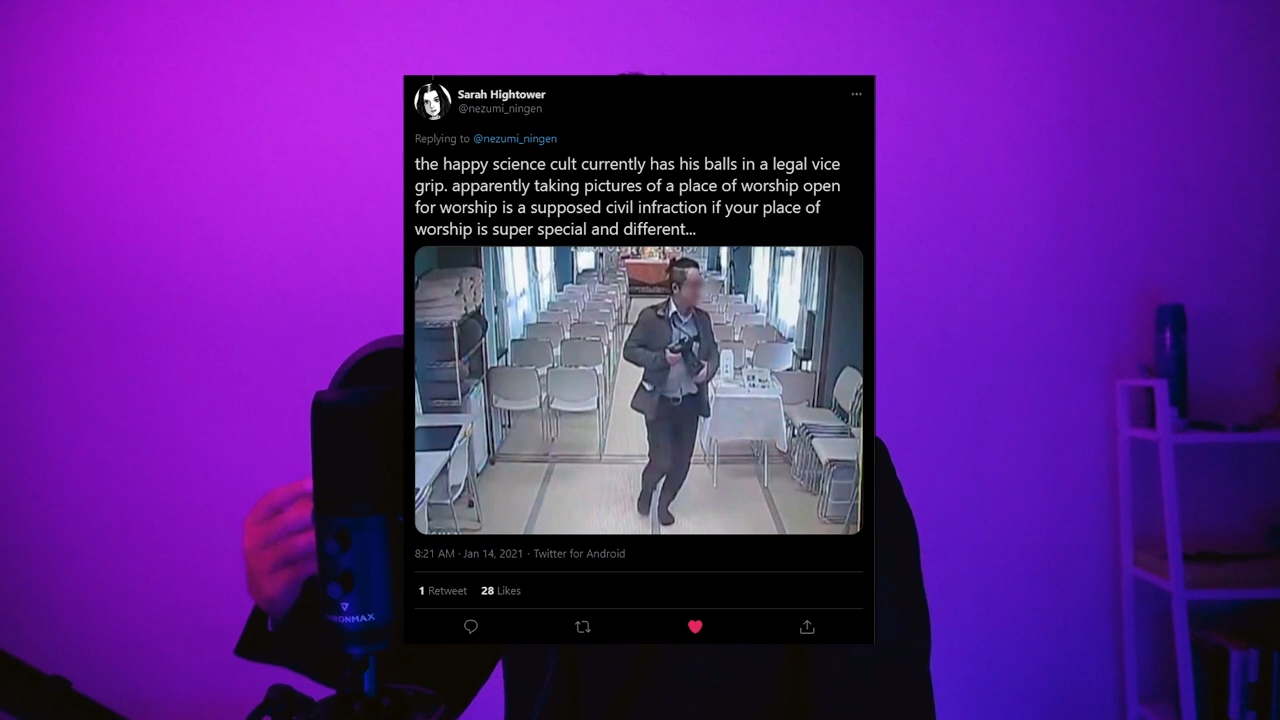 Sarah Hightower
@nezumi_ningen
Replying to @nezumi_ningen
the happy science cult currently has his balls in a legal vice
grip. apparently taking pictures of a place of worship open
for worship is a supposed civil infraction if your place of
worship is super special and different...
8:21 AM · Jan 14, 2021 · Twitter for Android
1 Retweet 28 Likes